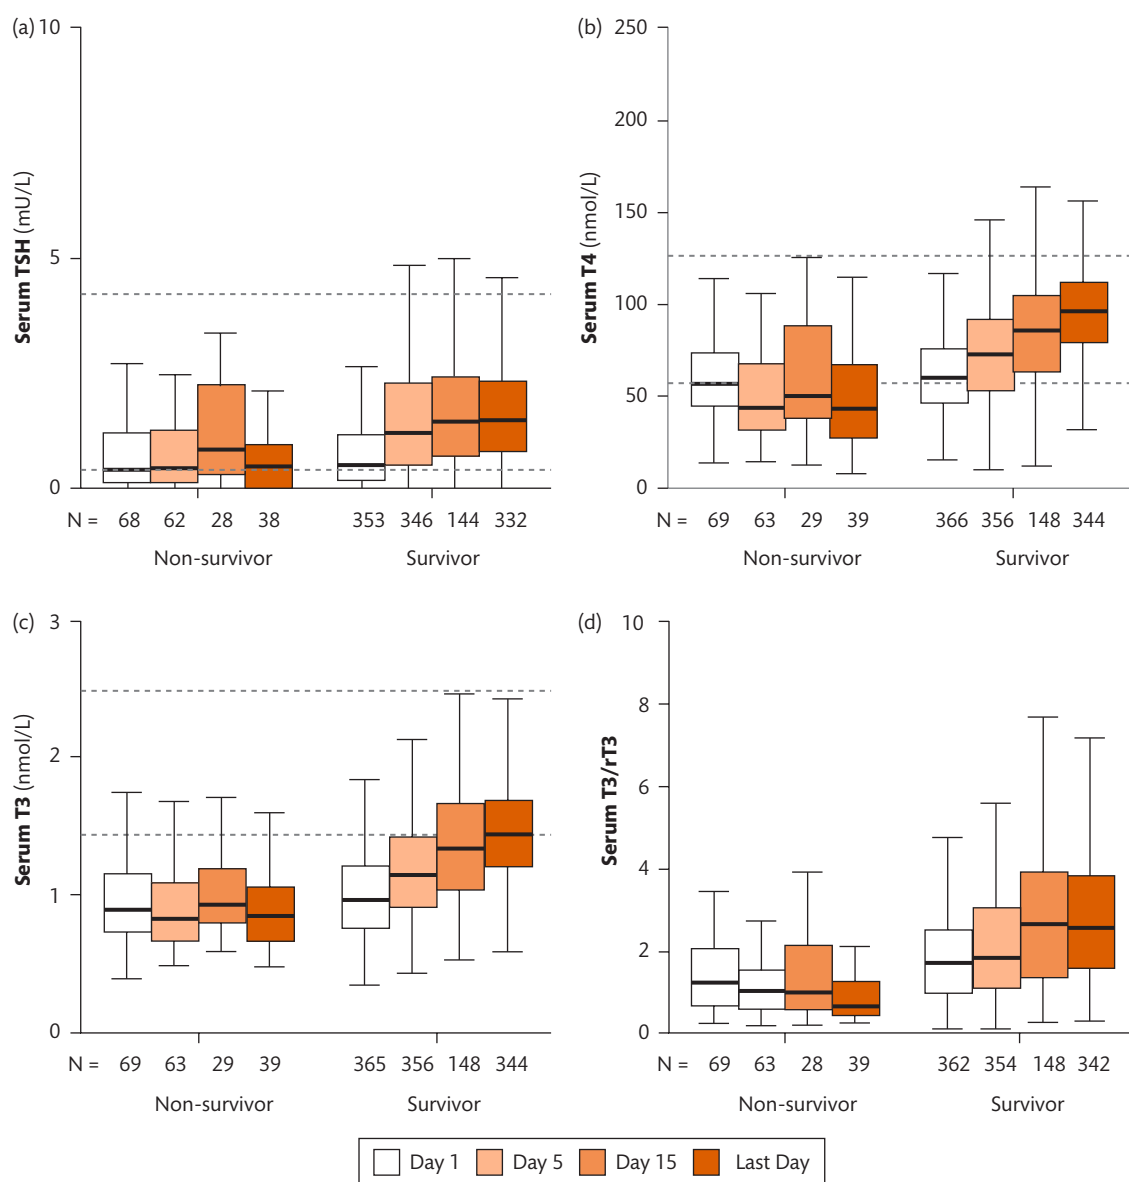 (a)
10
5
0
Serum TSH (mU/L)
N = 68 62 28 38 353 346 144 332
Non-survivor Survivor
(b)
250
200
150
100
50
0
Serum T4 (nmol/L)
N = 69 63 29 39 366 356 148 344
Non-survivor Survivor
(c)
3
2
1
0
Serum T3 (nmol/L)
N = 69 63 29 39 365 356 148 344
Non-survivor Survivor
(d)
10
8
6
4
2
0
Serum T3/rT3
N = 69 63 28 39 362 354 148 342
Non-survivor Survivor
Day 1 Day 5 Day 15 Last Day